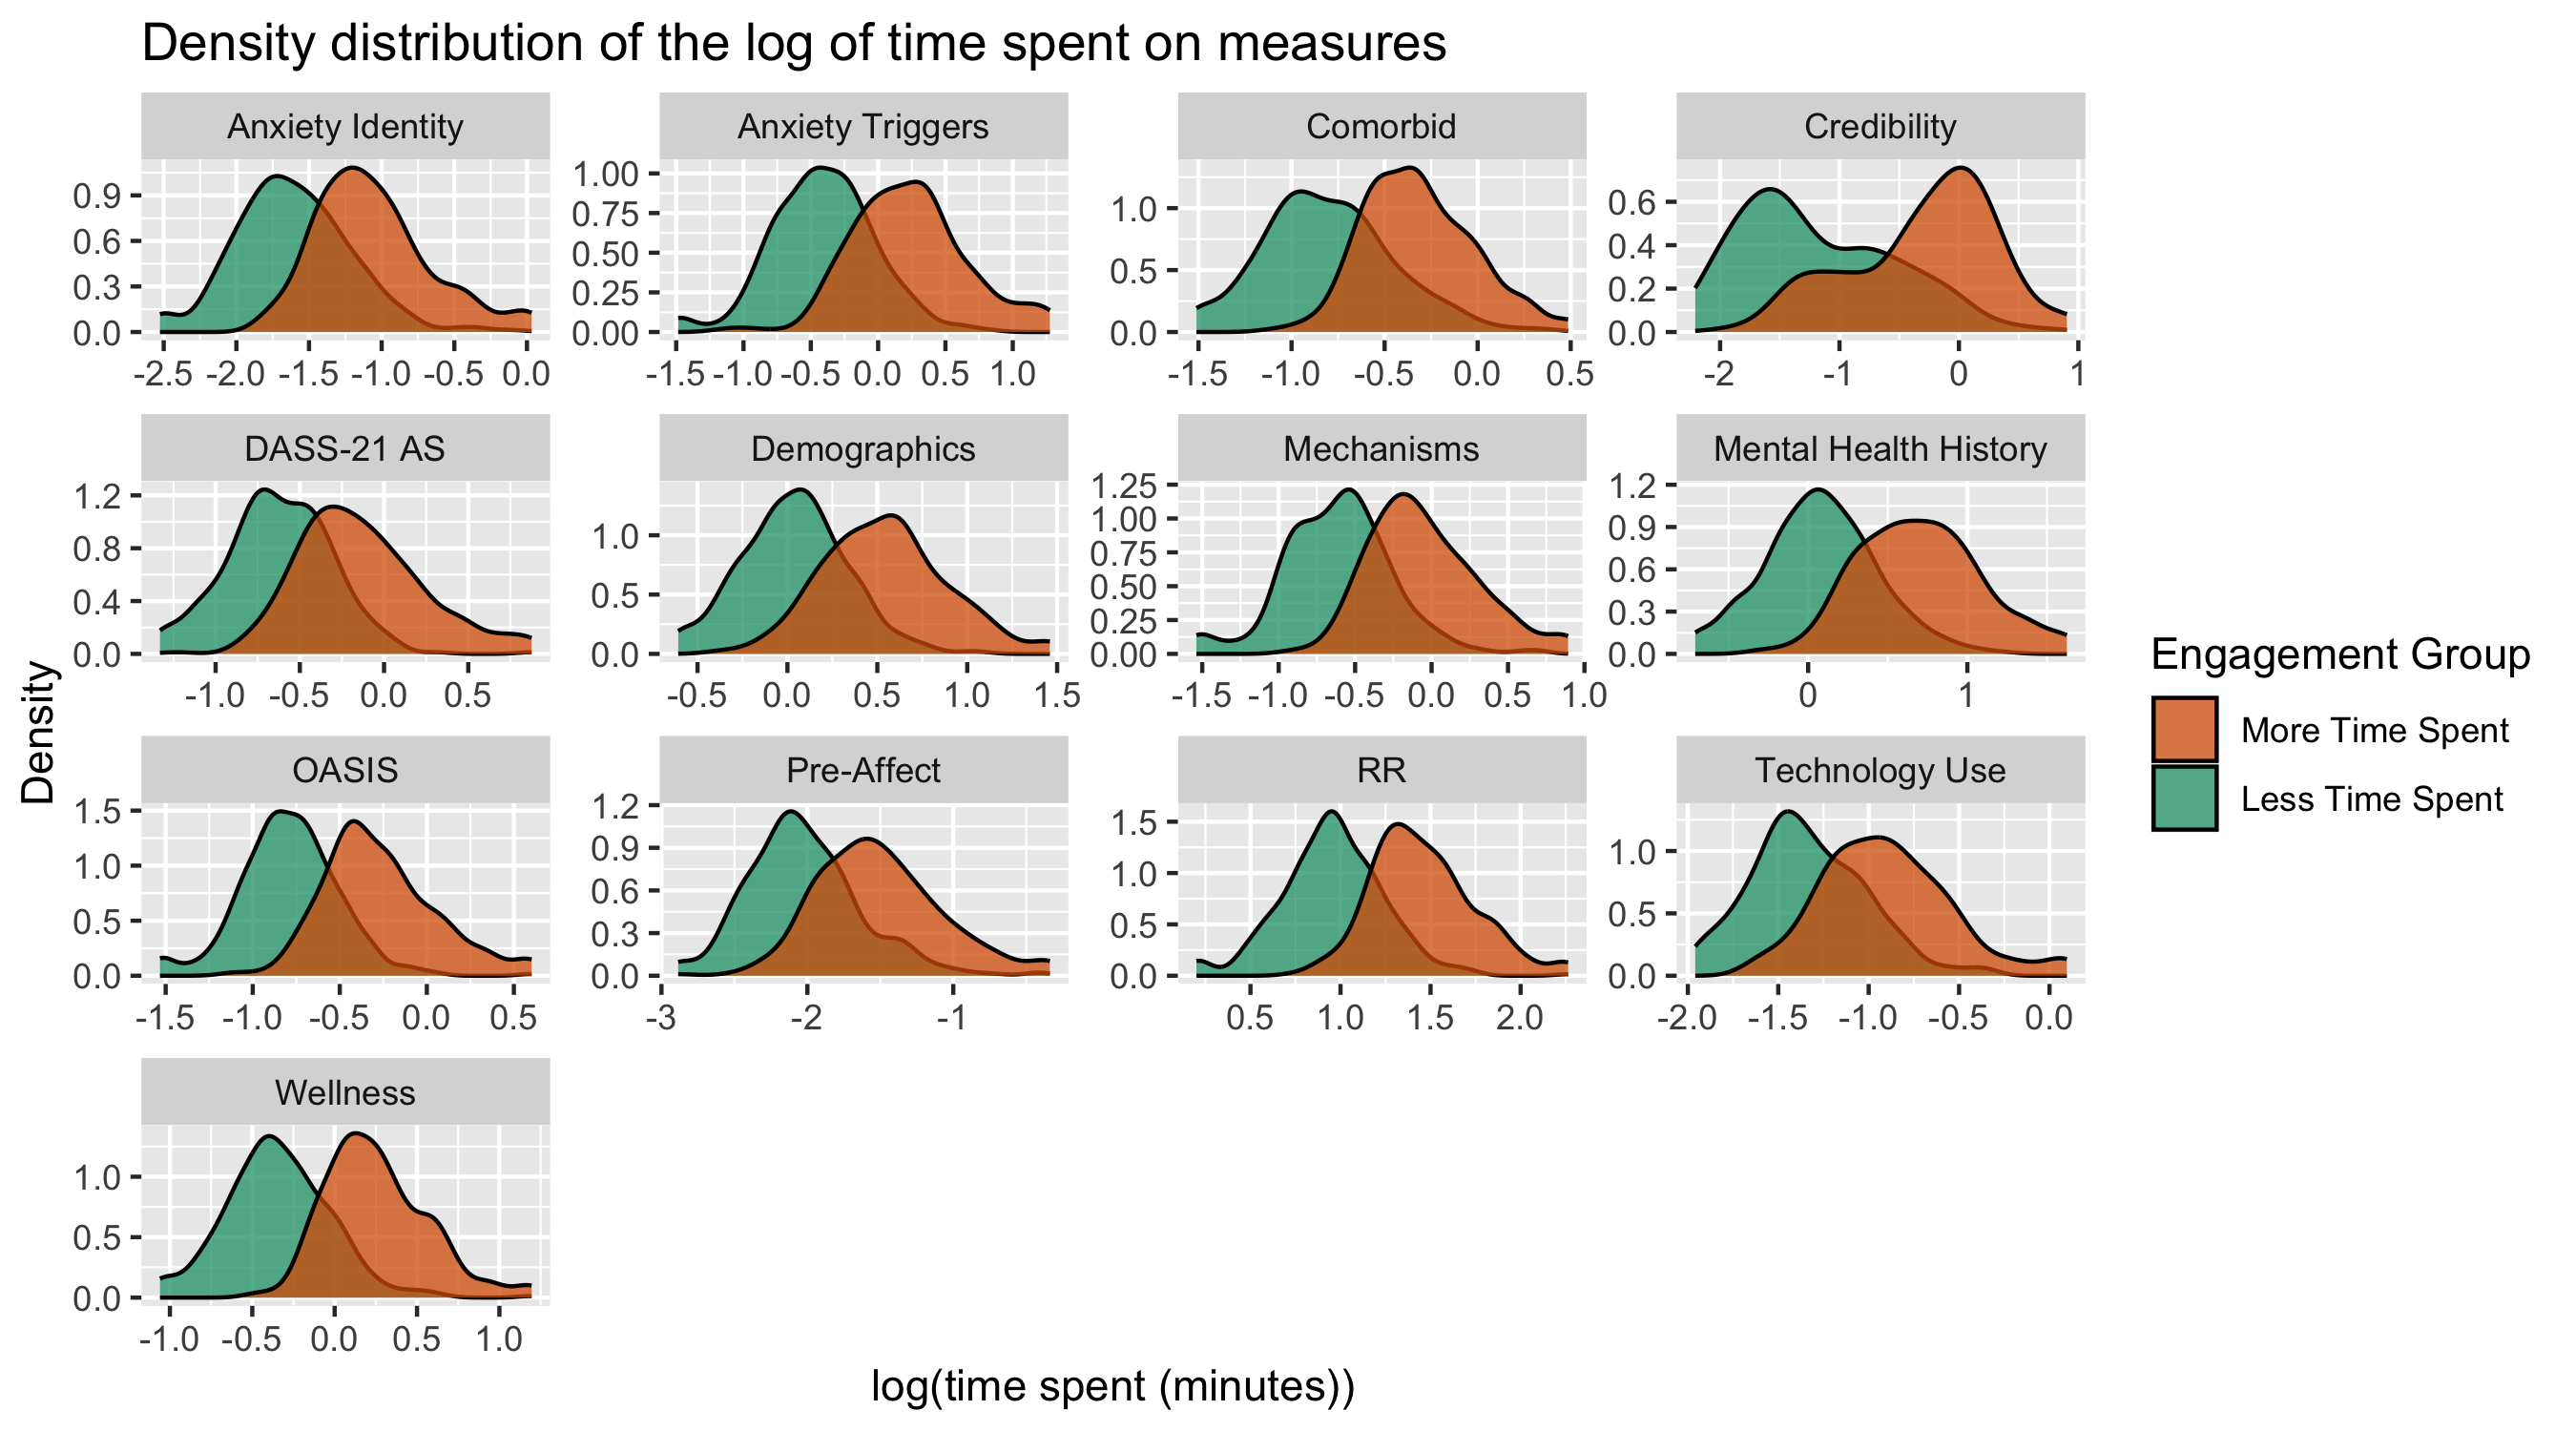 Density distribution of the log of time spent on measures
Anxiety Identity
Anxiety Triggers
Comorbid
Credibility
0.9
0.6
0.3
0.0
-2.5 -2.0 -1.5 -1.0 -0.5 0.0
1.00
0.75
0.50
0.25
0.00
-1.5 -1.0 -0.5 0.0 0.5 1.0
1.0
0.5
0.0
-1.5 -1.0 -0.5 0.0 0.5
0.6
0.4
0.2
0.0
-2 -1 0 1
DASS-21 AS
Demographics
Mechanisms
Mental Health History
1.2
0.8
0.4
0.0
-1.0 -0.5 0.0 0.5
1.0
0.5
0.0
-0.5 0.0 0.5 1.0 1.5
1.25
1.00
0.75
0.50
0.25
0.00
-1.5 -1.0 -0.5 0.0 0.5 1.0
1.2
0.9
0.6
0.3
0.0
0 1
OASIS
Pre-Affect
RR
Technology Use
1.5
1.0
0.5
0.0
-1.5 -1.0 -0.5 0.0 0.5
1.2
0.9
0.6
0.3
0.0
-3 -2 -1
1.5
1.0
0.5
0.0
0.5 1.0 1.5 2.0
1.0
0.5
0.0
-2.0 -1.5 -1.0 -0.5 0.0
Wellness
1.0
0.5
0.0
-1.0 -0.5 0.0 0.5 1.0
Density
log(time spent (minutes))
Engagement Group
More Time Spent
Less Time Spent